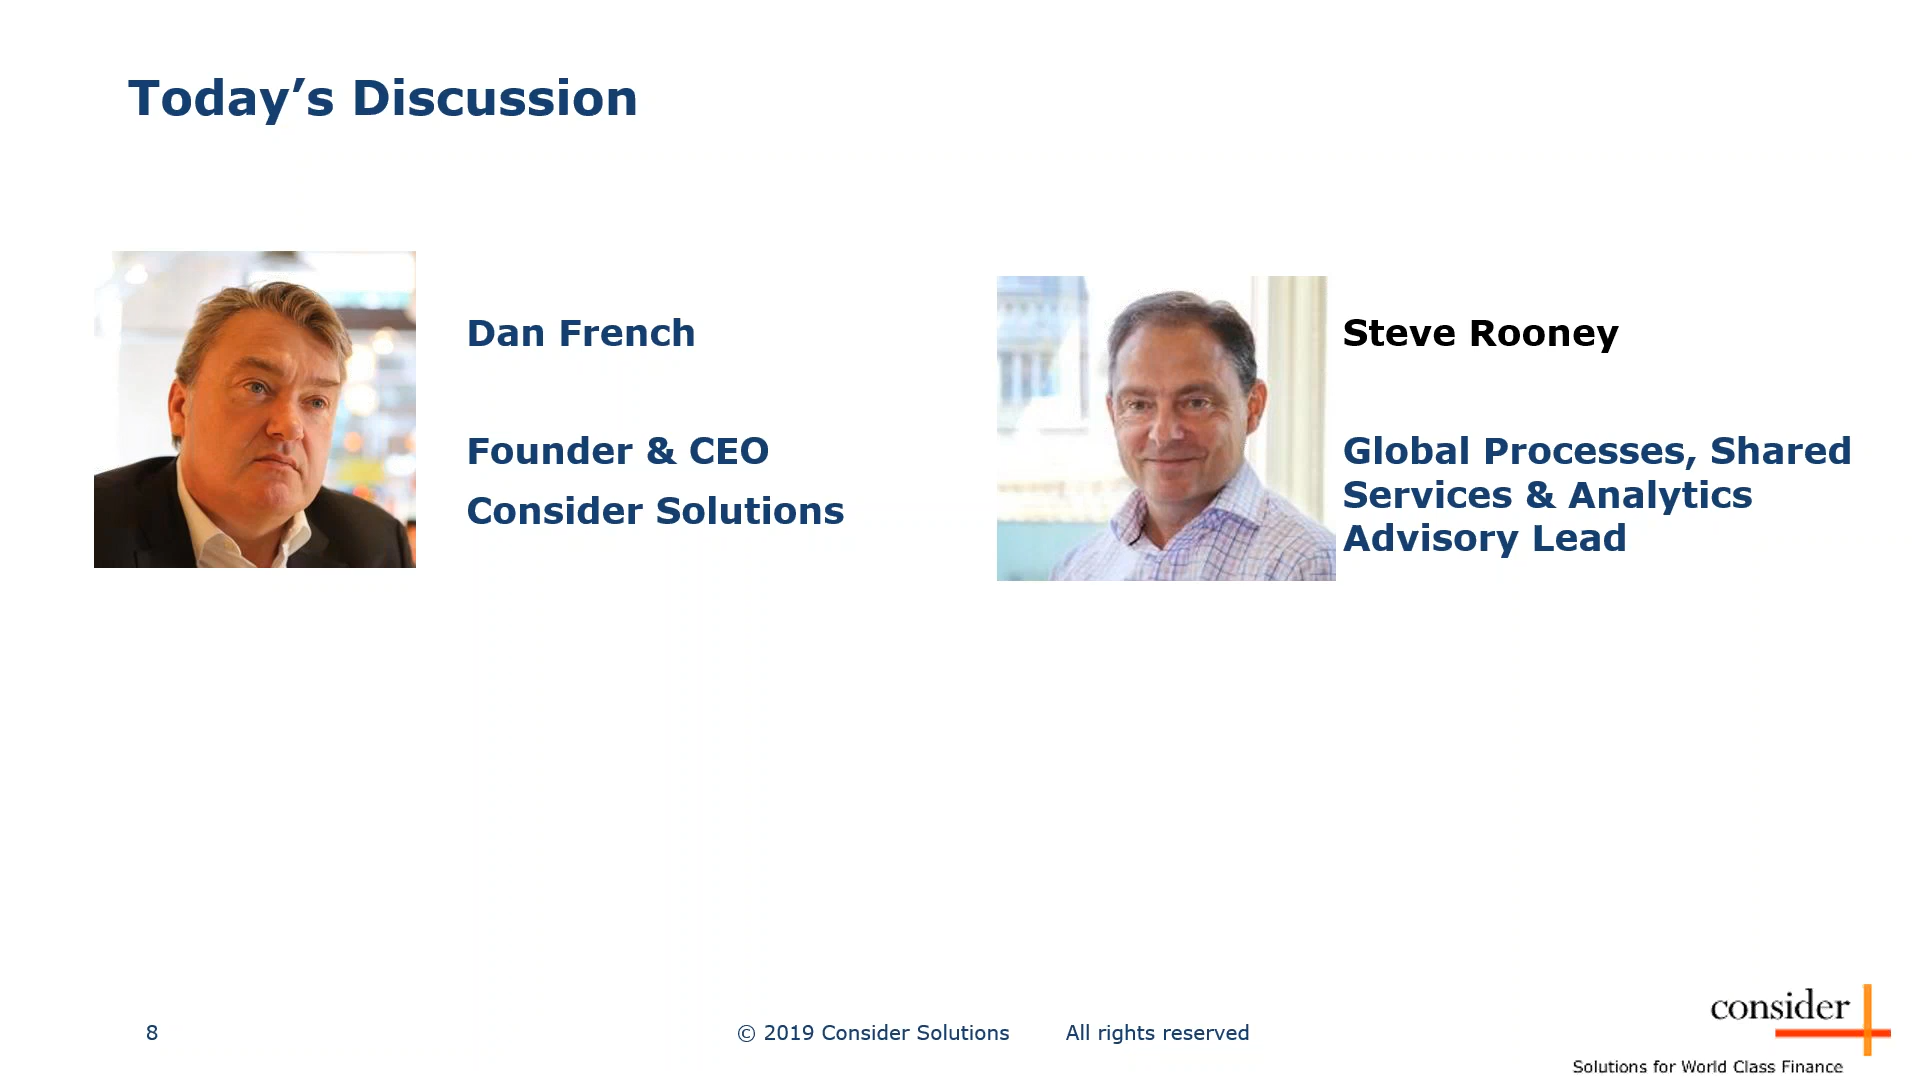 Today’s Discussion
Dan French
Founder & CEO
Consider Solutions
Steve Rooney
Global Processes, Shared
Services & Analytics
Advisory Lead
8
© 2019 Consider Solutions All rights reserved
consider
Solutions for World Class Finance